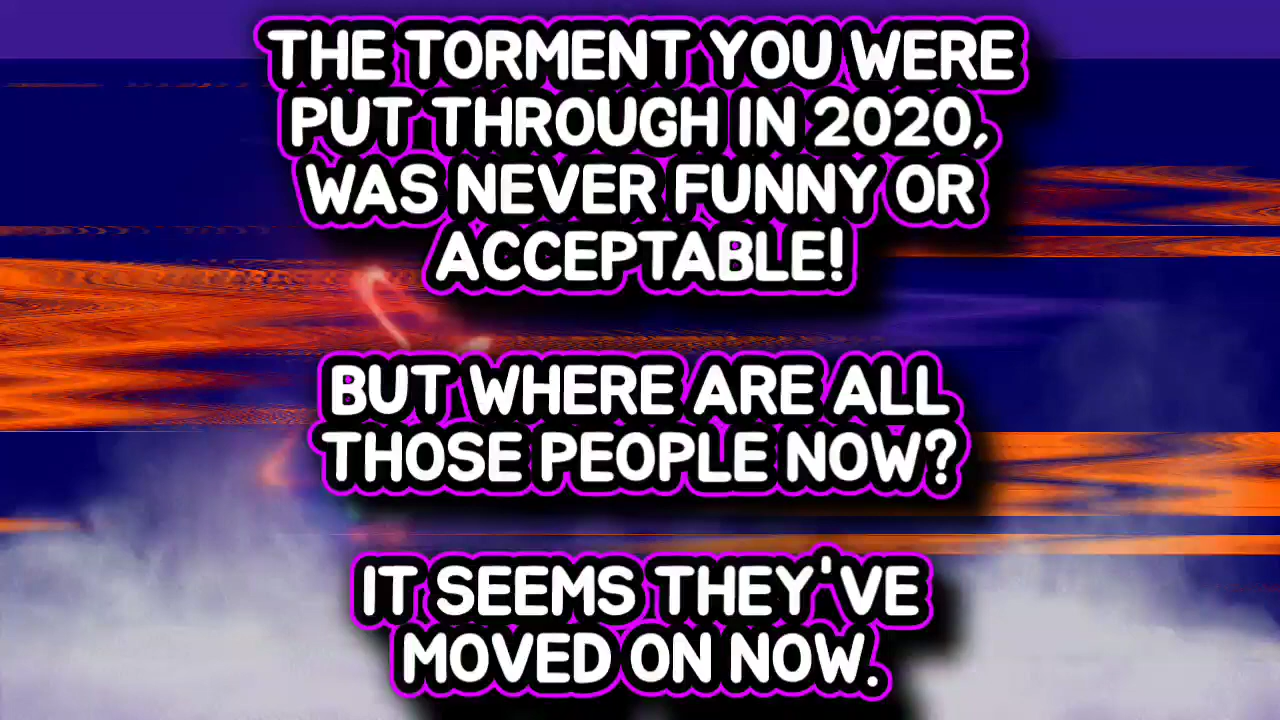 THE TORMENT YOU WERE
PUT THROUGH IN 2020,
WAS NEVER FUNNY OR
ACCEPTABLE!
BUT WHERE ARE ALL
THOSE PEOPLE NOW?
IT SEEMS THEY'VE
MOVED ON NOW.